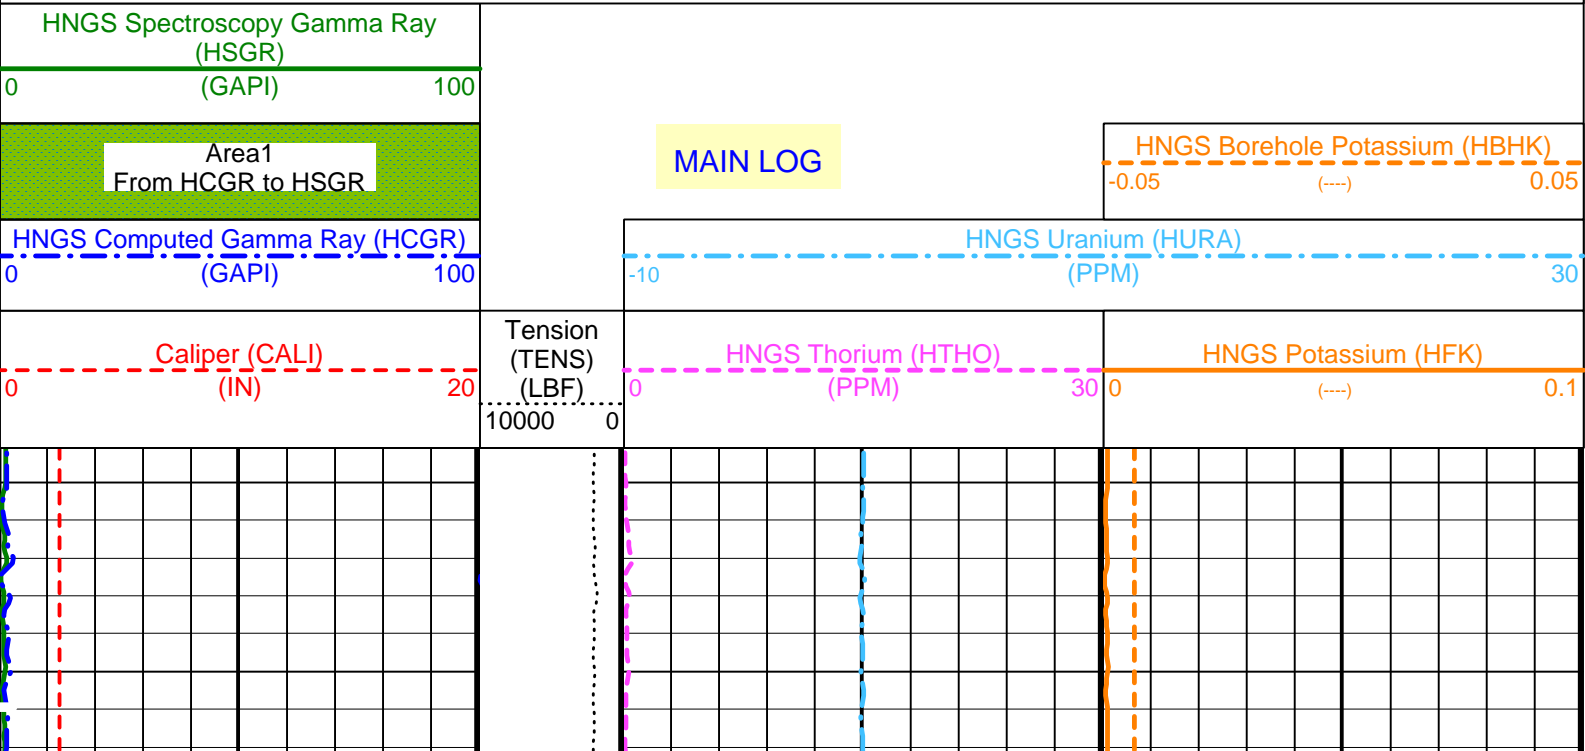 HNGS Spectroscopy Gamma Ray
(HSGR)
0 (GAPI) 100
Area1
From HCGR to HSGR
MAIN LOG
HNGS Borehole Potassium (HBHK)
-0.05 (----) 0.05
HNGS Computed Gamma Ray (HCGR)
0 (GAPI) 100
HNGS Uranium (HURA)
-10 (PPM) 30
Caliper (CALI)
0 (IN) 20
Tension
(TENS)
(LBF)
10000 0
HNGS Thorium (HTHO)
0 (PPM) 30
HNGS Potassium (HFK)
0 (----) 0.1